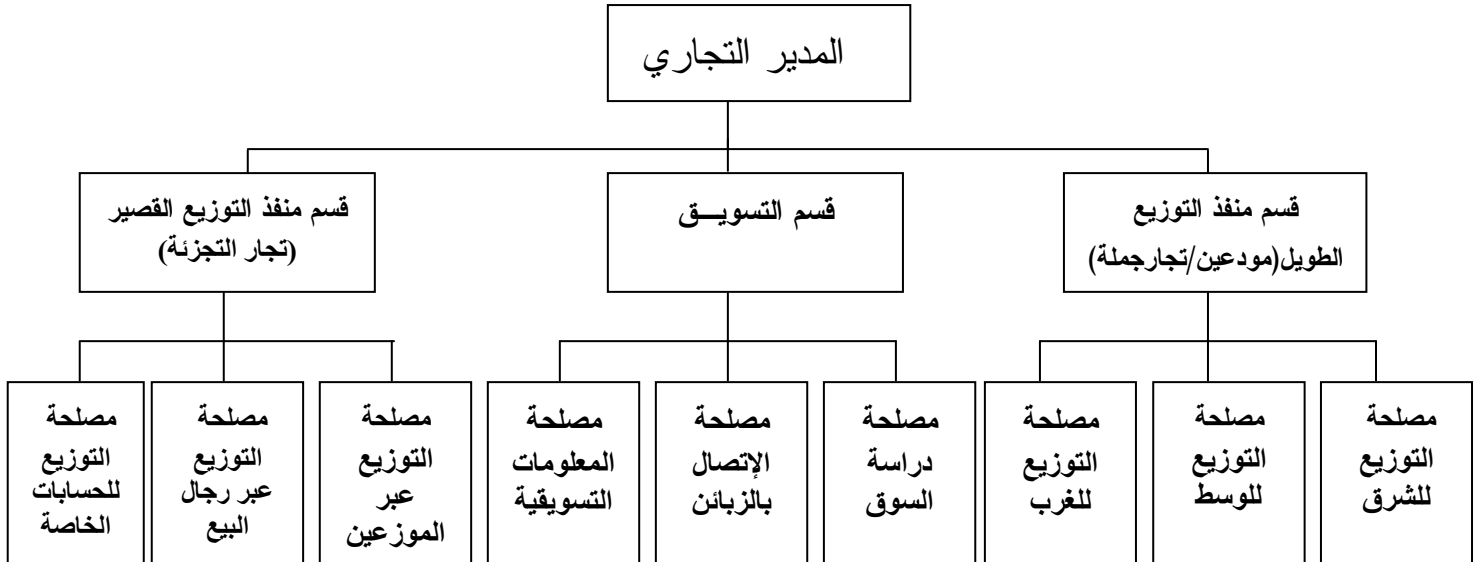 المدير التجاري
قسم منفذ التوزيع
الطويل(مودعين/تجارجملة)
قسم التسويـــق
قسم منفذ التوزيع القصير
(تجار التجزئة)
مصلحة
التوزيع
للشرق
مصلحة
التوزيع
للوسط
مصلحة
التوزيع
للغرب
مصلحة
دراسة
السوق
مصلحة
الإتصال
بالزبائن
مصلحة
المعلومات
التسويقية
مصلحة
التوزيع
عبر
الموزعين
مصلحة
التوزيع
عبر رجال
البيع
مصلحة
التوزيع
للحسابات
الخاصة